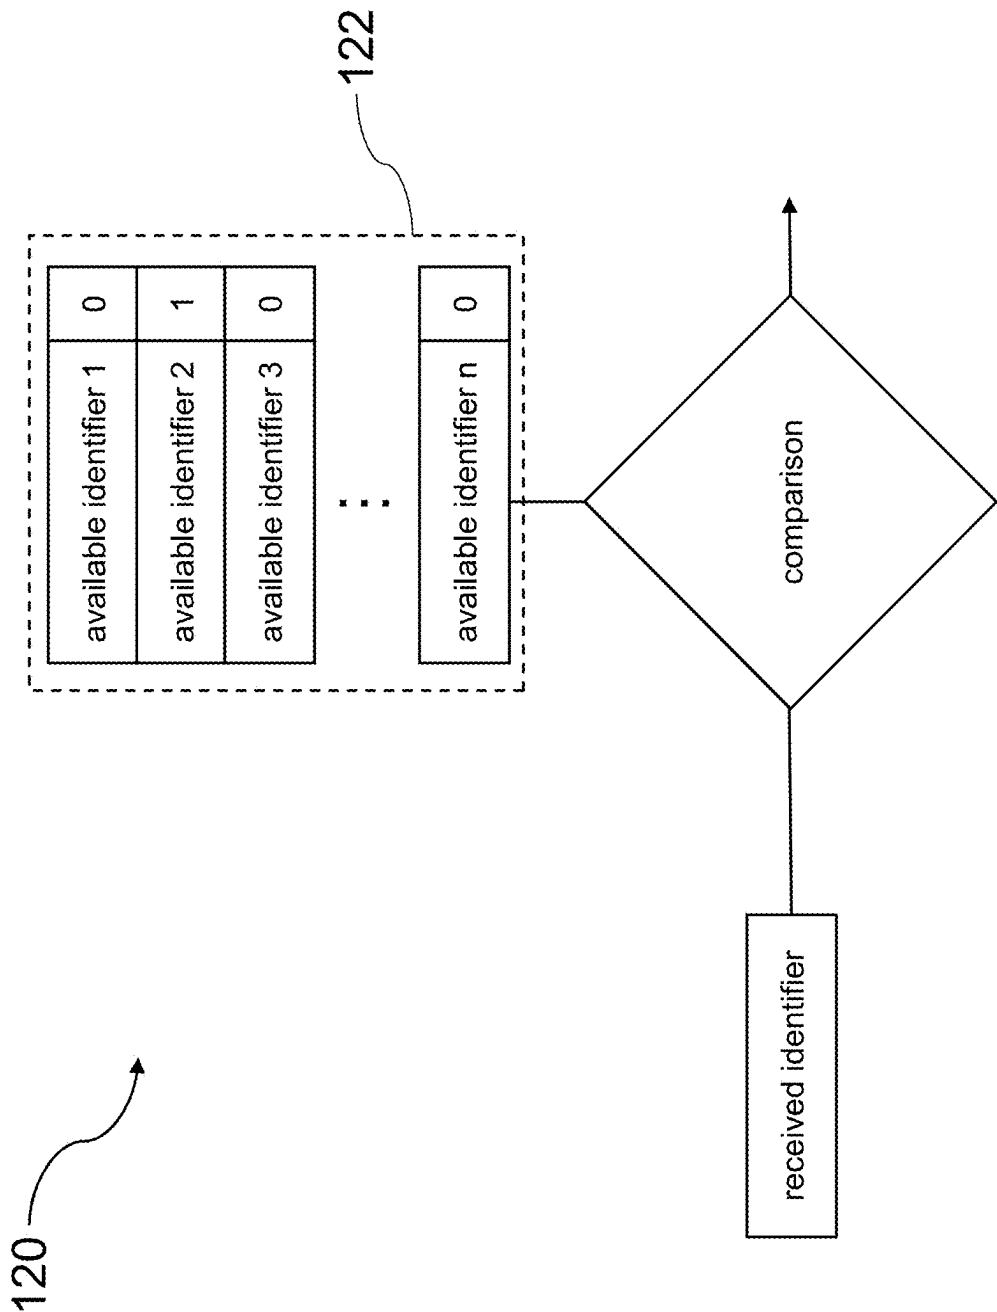 120
122
available identifier 1 0
available identifier 2 1
available identifier 3 0
...
available identifier n 0
received identifier
comparison